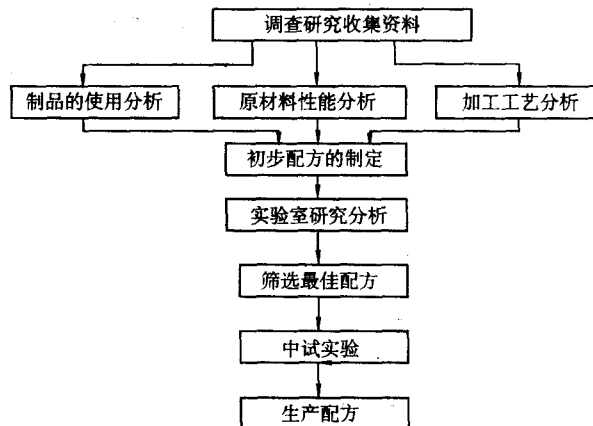 调查研究收集资料
制品的使用分析
原材料性能分析
加工工艺分析
初步配方的制定
实验室研究分析
筛选最佳配方
中试实验
生产配方